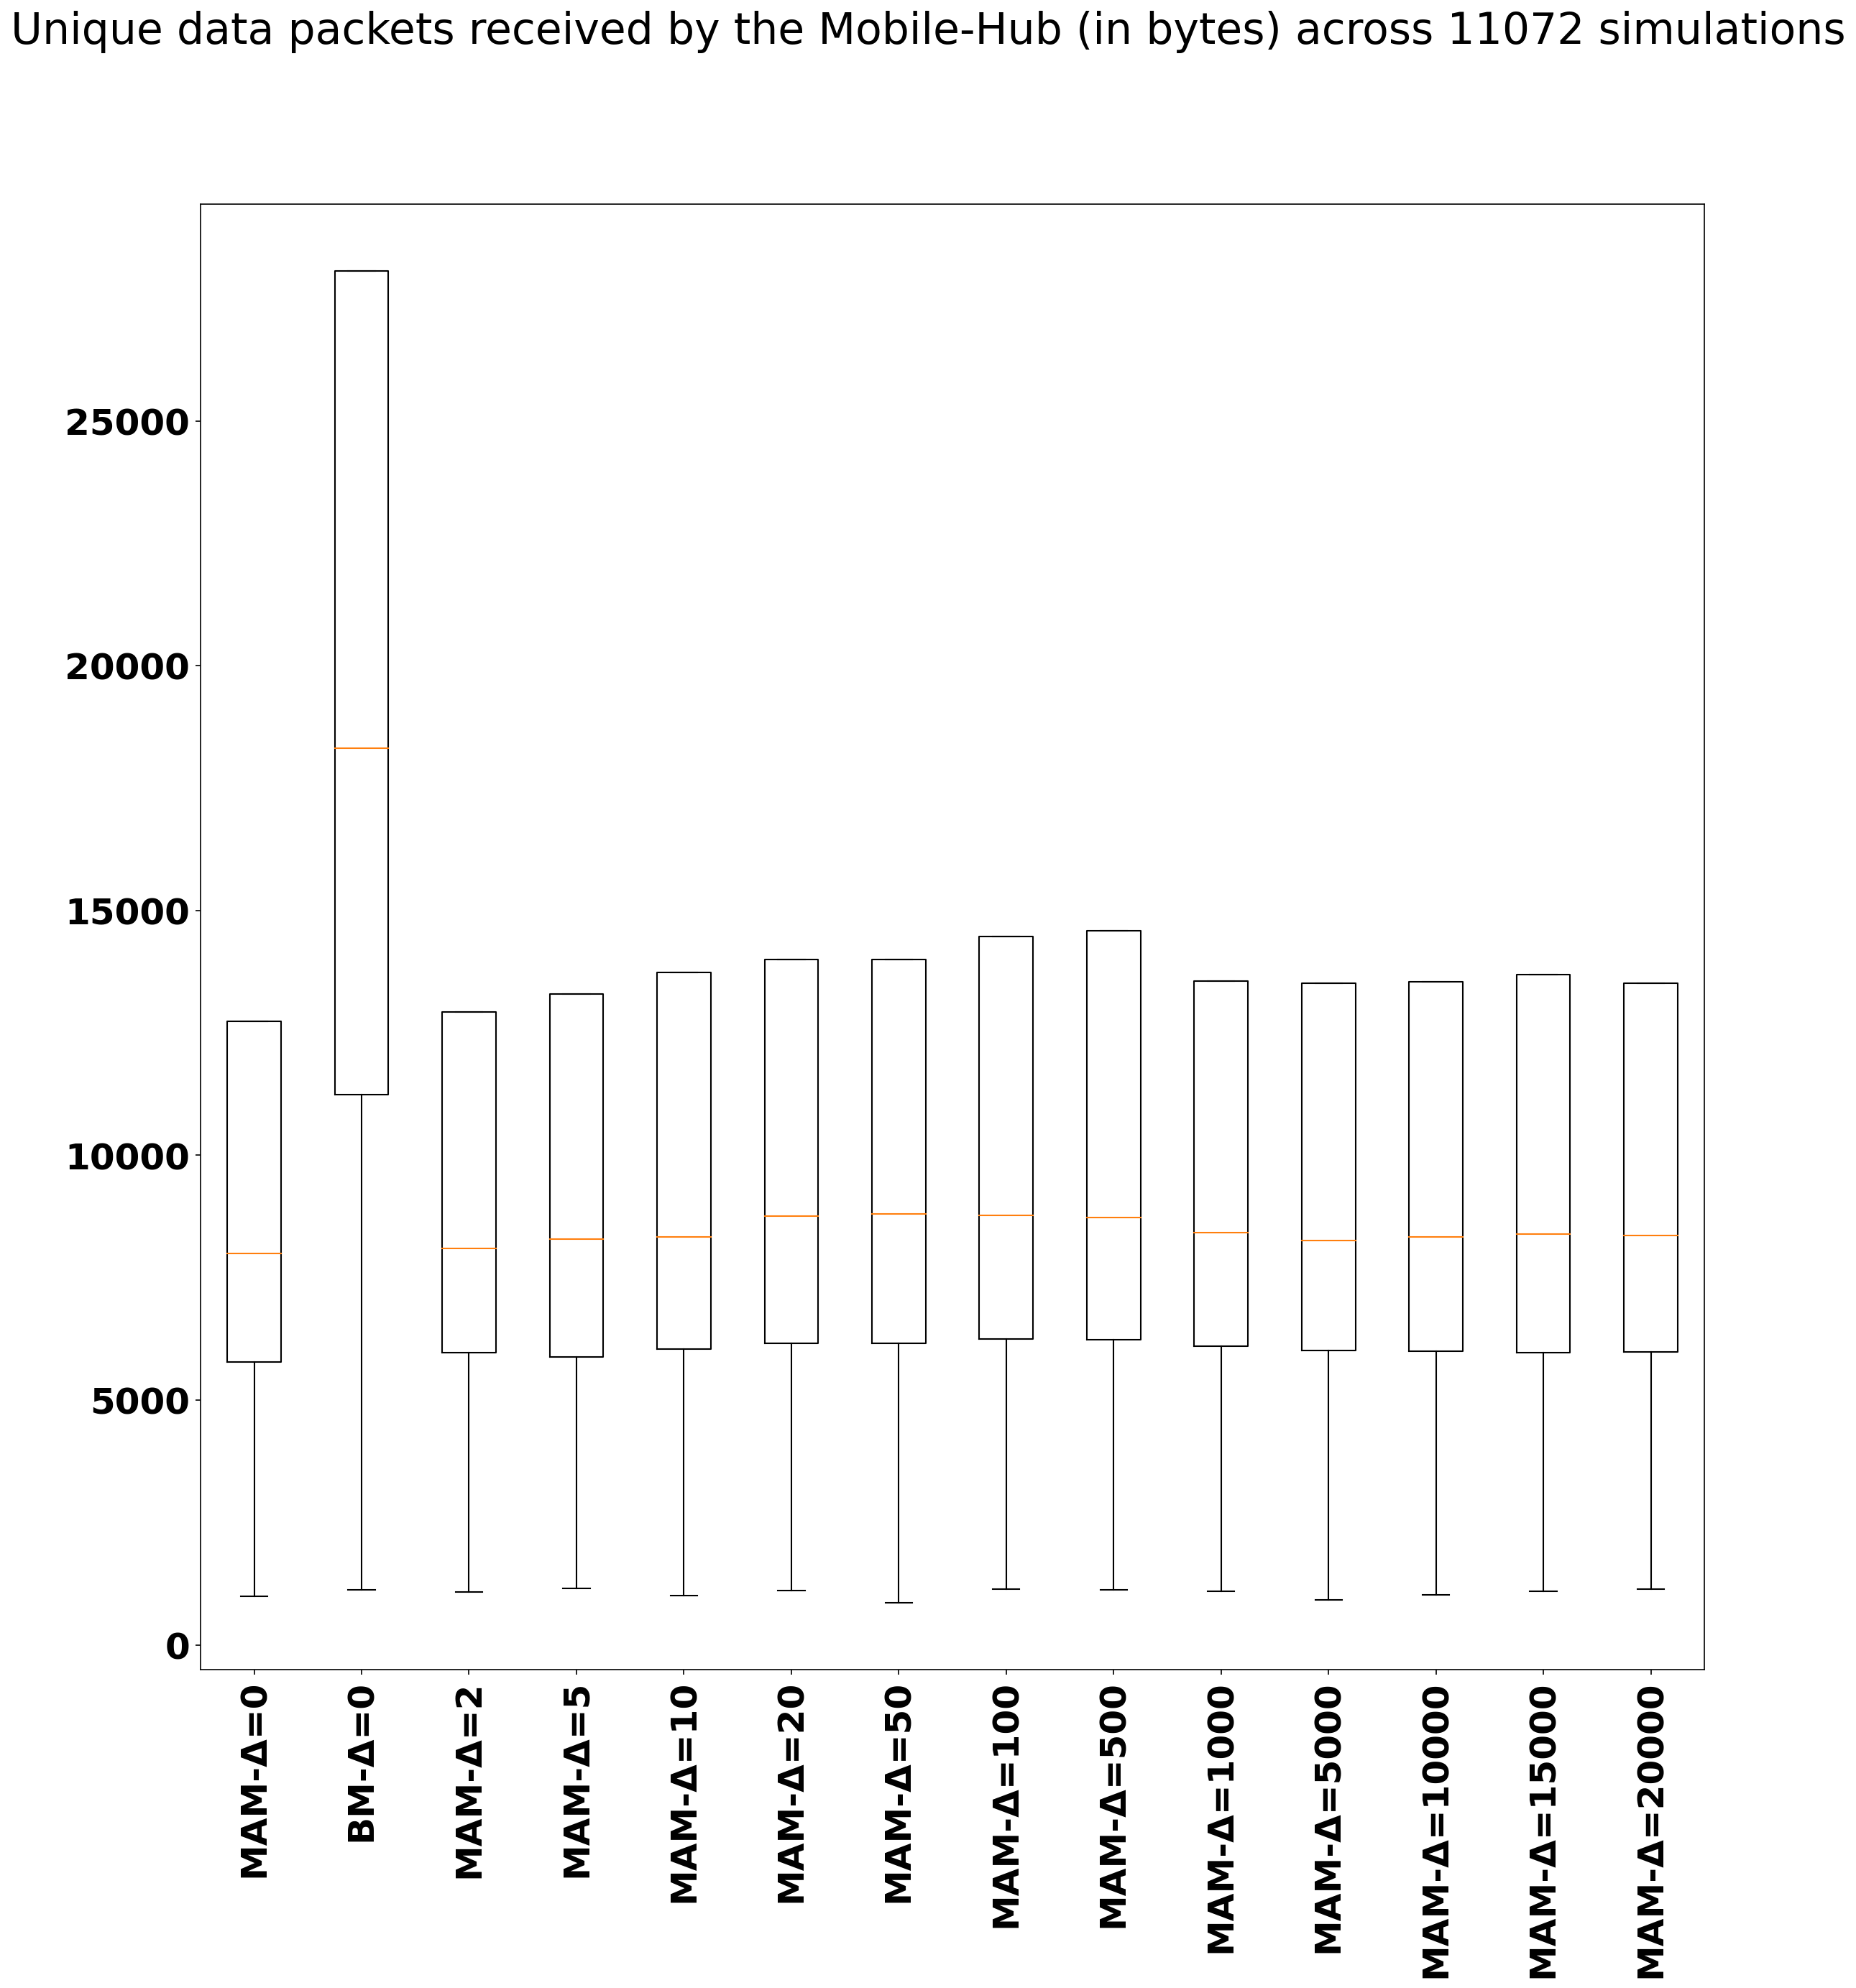 Unique data packets received by the Mobile-Hub (in bytes) across 11072 simulations
25000
20000
15000
10000
5000
0
MAM-Δ=0
BM-Δ=0
MAM-Δ=2
MAM-Δ=5
MAM-Δ=10
MAM-Δ=20
MAM-Δ=50
MAM-Δ=100
MAM-Δ=500
MAM-Δ=1000
MAM-Δ=5000
MAM-Δ=10000
MAM-Δ=15000
MAM-Δ=20000